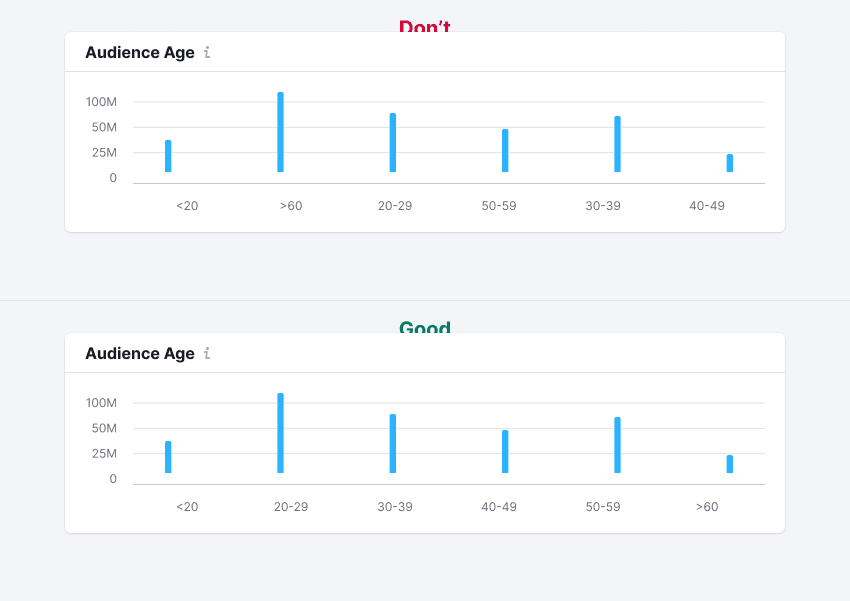 Don't
Audience Age i
100M
50M
25M
0
<20 >60 20-29 50-59 30-39 40-49
Good
Audience Age i
100M
50M
25M
0
<20 20-29 30-39 40-49 50-59 >60